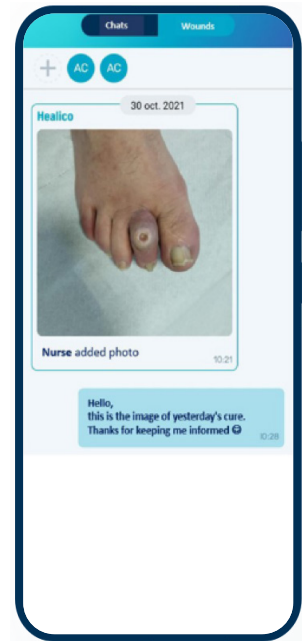 Chats
Wounds
AC
AC
30 oct. 2021
Healico
Nurse added photo
10:21
Hello,
this is the image of yesterday's cure.
Thanks for keeping me informed 😉
10:28